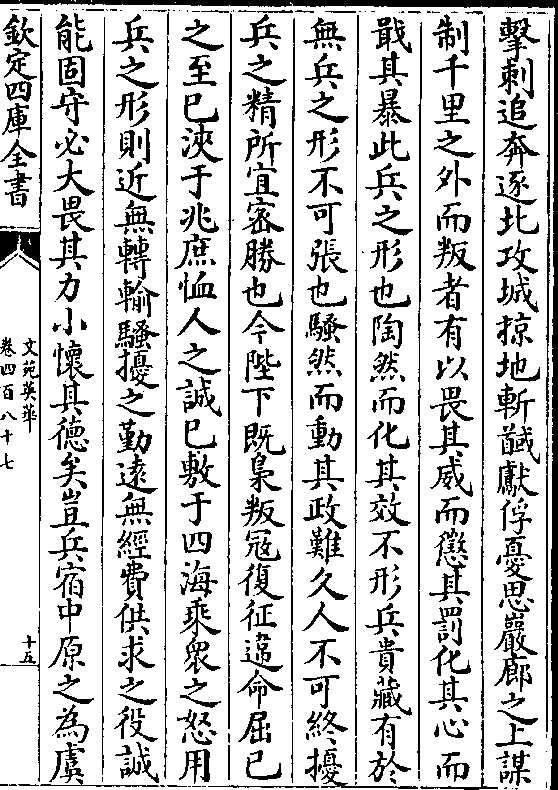 擊刺追奔逐北攻城掠地斬馘獻俘憂思巖廊之上謀
制千里之外而叛者有以畏其威而懲其罰化其心而
戢其暴此兵之形也陶然而化其效不形兵貴藏有於
無兵之形不可張也騷然而動其政難久人不可終擾
兵之精所宜密勝也今陛下既梟叛冦復征違命屈已
之至已浹于兆庶恤人之誠已敷于四海乘衆之怒用
兵之形則近無轉輸騷擾之勤遠無經費供求之役誠
能固守必大畏其力小懷其德矣豈兵宿中原之為虞
欽定四庫全書
文苑英華
卷四百八十七
十五